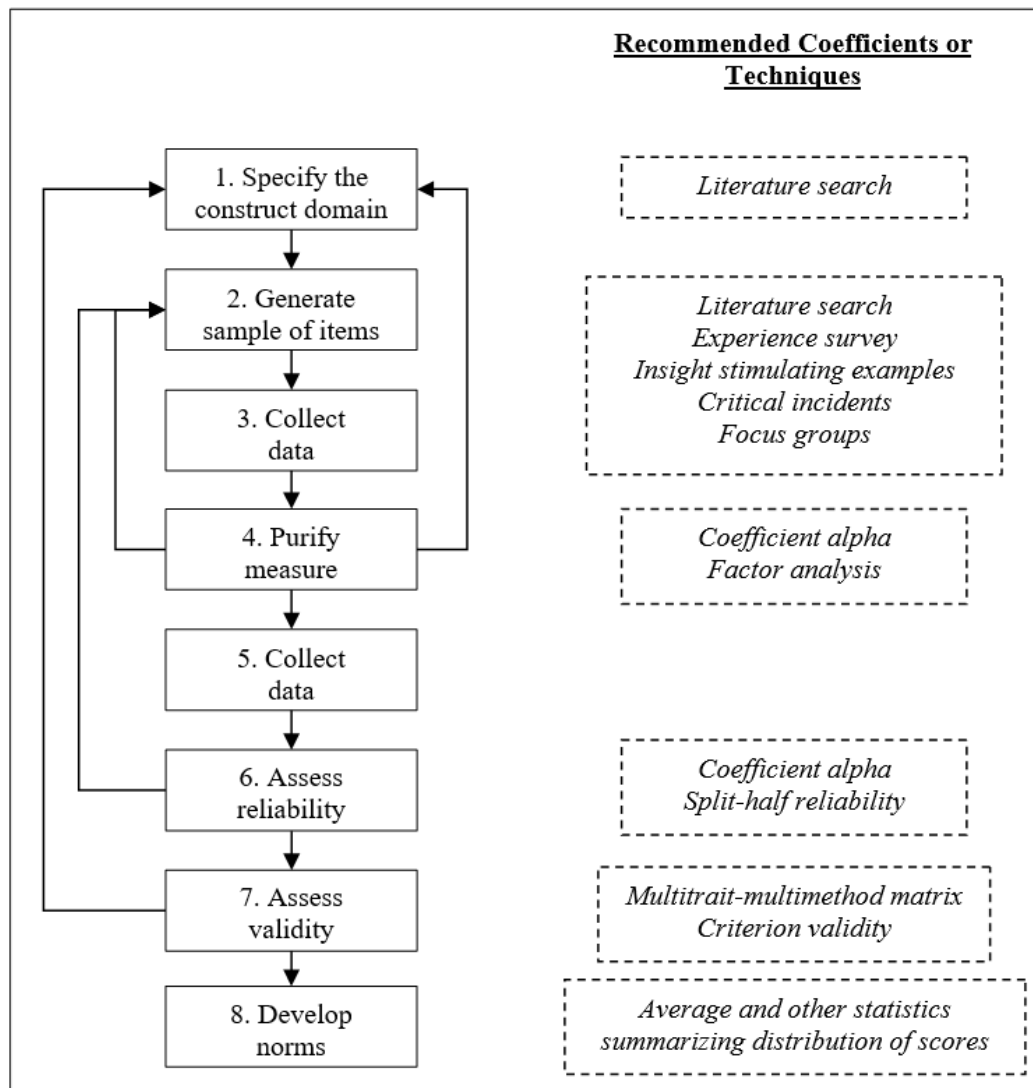 Recommended Coefficients or
Techniques
1. Specify the
construct domain
Literature search
2. Generate
sample of items
Literature search
Experience survey
Insight stimulating examples
Critical incidents
Focus groups
3. Collect
data
4. Purify
measure
Coefficient alpha
Factor analysis
5. Collect
data
6. Assess
reliability
Coefficient alpha
Split-half reliability
7. Assess
validity
Multitrait-multimethod matrix
Criterion validity
8. Develop
norms
Average and other statistics
summarizing distribution of scores